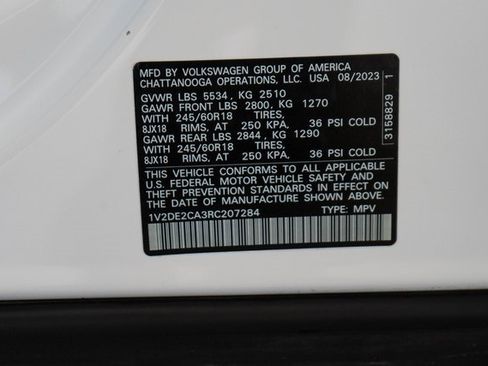 MFD BY VOLKSWAGEN GROUP OF AMERICA
CHATTANOOGA OPERATIONS, LLC. USA 08/2023
GVWR LBS 5534, KG 2510
GAWR FRONT LBS 2800, KG 1270
WITH 245/60R18 TIRES,
8JX18 RIMS, AT 250 KPA, 36 PSI COLD
GAWR REAR LBS 2844, KG 1290
WITH 245/60R18 TIRES,
8JX18 RIMS, AT 250 KPA, 36 PSI COLD
THIS VEHICLE CONFORMS TO ALL APPLICABLE
U.S. FEDERAL MOTOR VEHICLE SAFETY AND
THEFT PREVENTION STANDARDS IN EFFECT ON
THE DATE OF MANUFACTURE SHOWN ABOVE.
1V2DE2CA3RC207284 TYPE: MPV
3158829 1